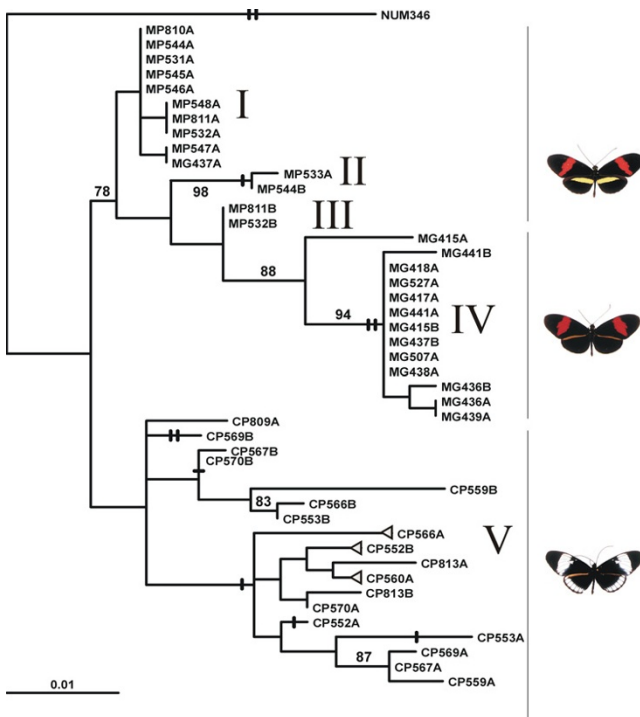 NUM346
MP810A
MP544A
MP531A
MP545A
MP546A
MP548A
I
MP811A
MP532A
MP547A
MG437A
78
MP533A
II
98
MP544B
MP811B
III
MP532B
MG415A
MG441B
MG418A
88
MG527A
MG417A
MG441A
94
MG415B
IV
MG437B
MG507A
MG438A
MG436B
MG436A
MG439A
CP809A
CP569B
CP567B
CP570B
CP559B
83
CP566B
CP553B
CP566A
V
CP552B
CP813A
CP560A
CP813B
CP570A
CP552A
CP553A
CP569A
87
CP567A
CP559A
0.01